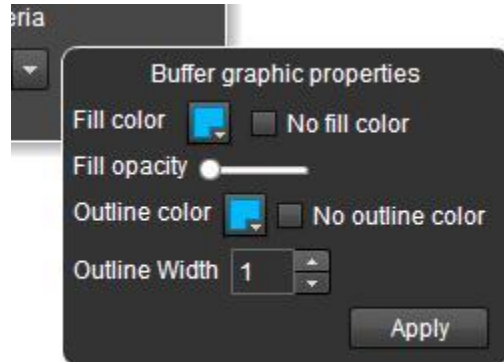 eria
Buffer graphic properties
Fill color No fill color
Fill opacity
Outline color No outline color
Outline Width 1
Apply